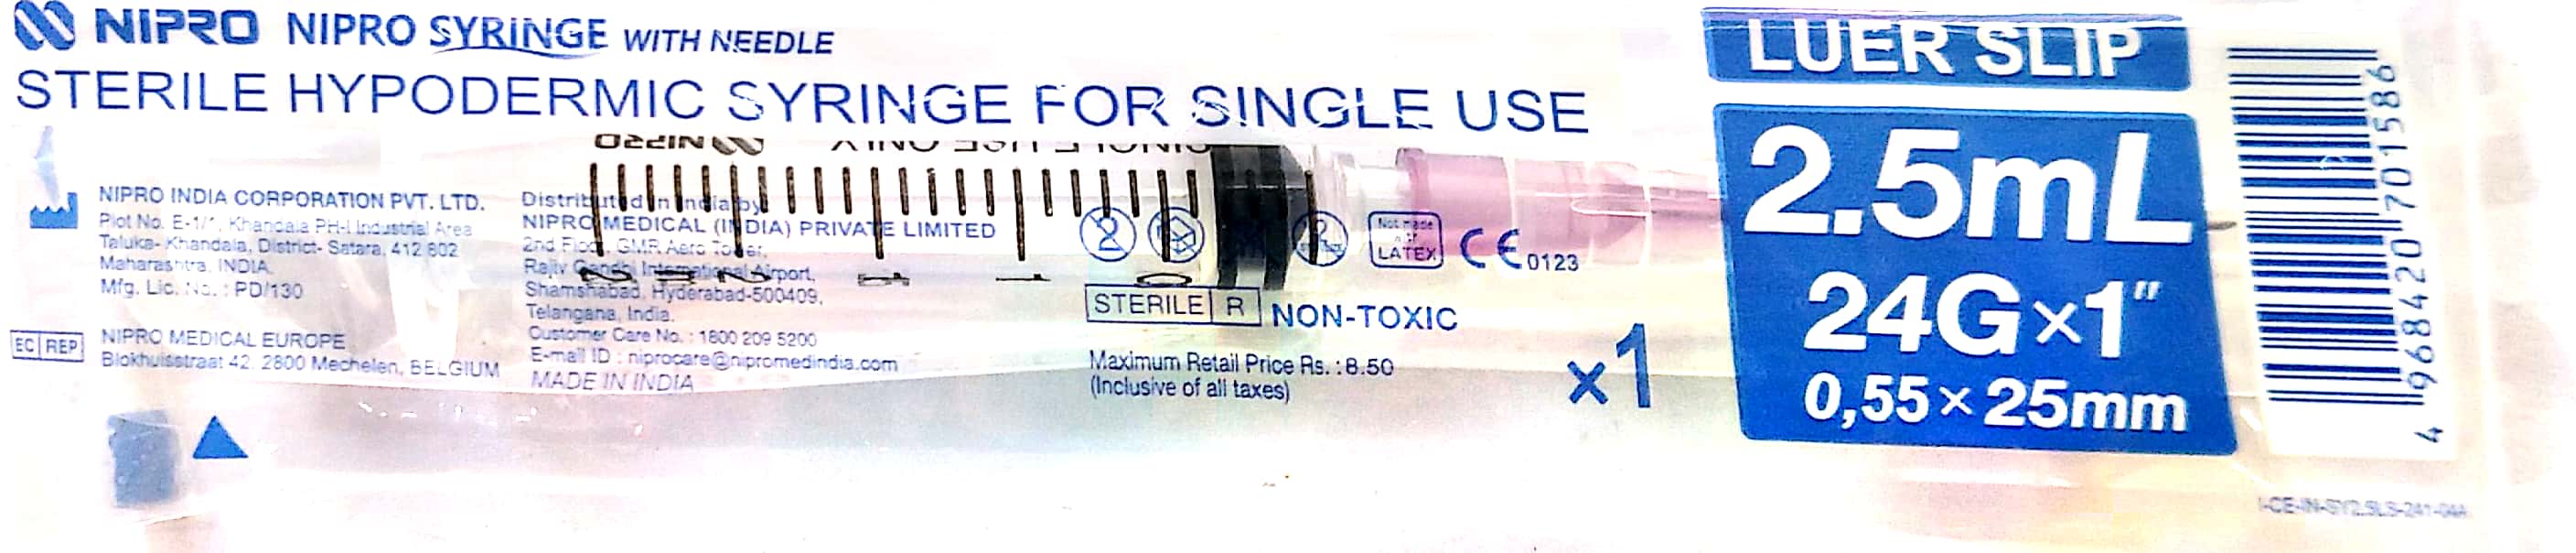 NIPRO NIPRO SYRINGE WITH NEEDLE
STERILE HYPODERMIC SYRINGE FOR SINGLE USE
NIPRO
NIPRO INDIA CORPORATION PVT. LTD.
Plot No. E-1/1, Khandala PH-I Industrial Area
Taluka- Khandala, District- Satara, 412 802
Maharashtra, INDIA.
Mfg. Lic. No. : PD/130
EC REP
NIPRO MEDICAL EUROPE
Blokhuisstraat 42, 2800 Mechelen, BELGIUM
Distributed in India by
NIPRO MEDICAL (INDIA) PRIVATE LIMITED
2nd Floor, GMR Aero Tower,
Rajiv Gandhi International Airport,
Shamshabad, Hyderabad-500409,
Telangana, India.
Customer Care No. : 1800 209 5200
E-mail ID : niprocare@nipromedindia.com
MADE IN INDIA
2
Not made
of
LATEX
CE 0123
STERILE R NON-TOXIC
Maximum Retail Price Rs. : 8.50
(Inclusive of all taxes)
×1
LUER SLIP
2.5mL
24G×1"
0,55×25mm
4 968420 701586